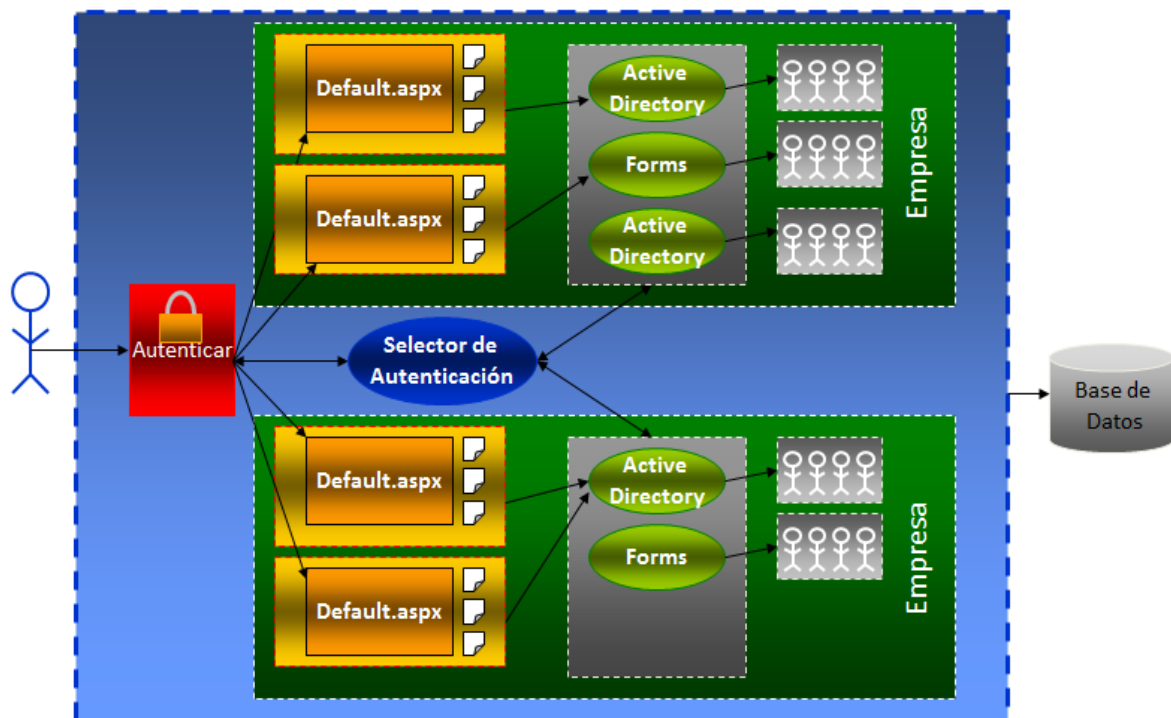 Default.aspx
Active
Directory
Forms
Default.aspx
Active
Directory
Empresa
Autenticar
Selector de
Autenticación
Base de
Datos
Default.aspx
Active
Directory
Forms
Default.aspx
Empresa